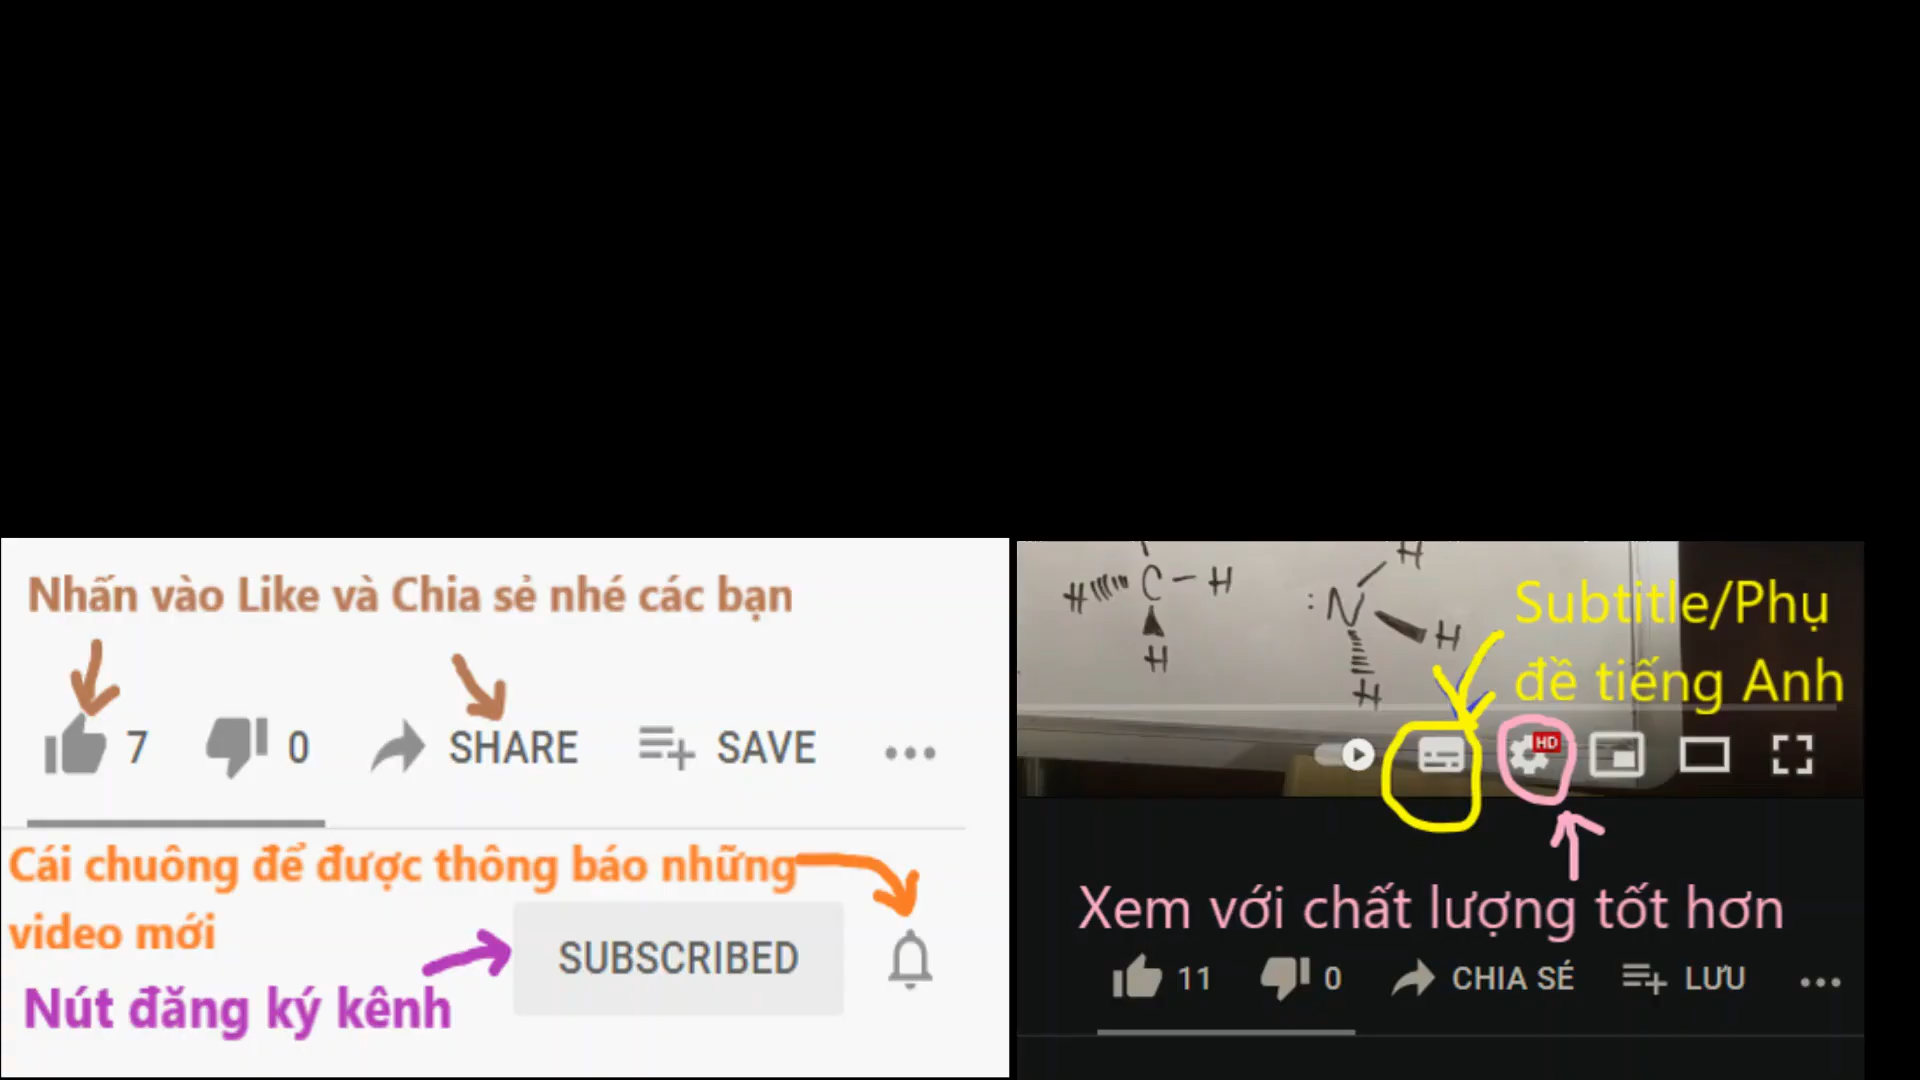 Nhấn vào Like và Chia sẻ nhé các bạn
7 0 SHARE SAVE
Cái chuông để được thông báo những
video mới
SUBSCRIBED
Nút đăng ký kênh
H C H
H
H
: N H
H
Subtitle/Phụ
đề tiếng Anh
HD
Xem với chất lượng tốt hơn
11 0 CHIA SẺ LƯU